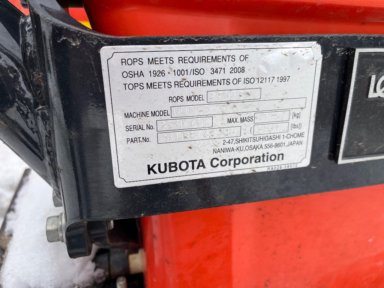 ROPS MEETS REQUIREMENTS OF
OSHA 1926 - 1001/ISO 3471 2008
TOPS MEETS REQUIREMENTS OF ISO 12117 1997
ROPS MODEL
MACHINE MODEL (kg)
SERIAL No. MAX. MASS (lbs)
PART.No.
2-47, SHIKITSUHIGASHI 1-CHOME
NANIWA-KU, OSAKA, 556-8601, JAPAN
KUBOTA Corporation